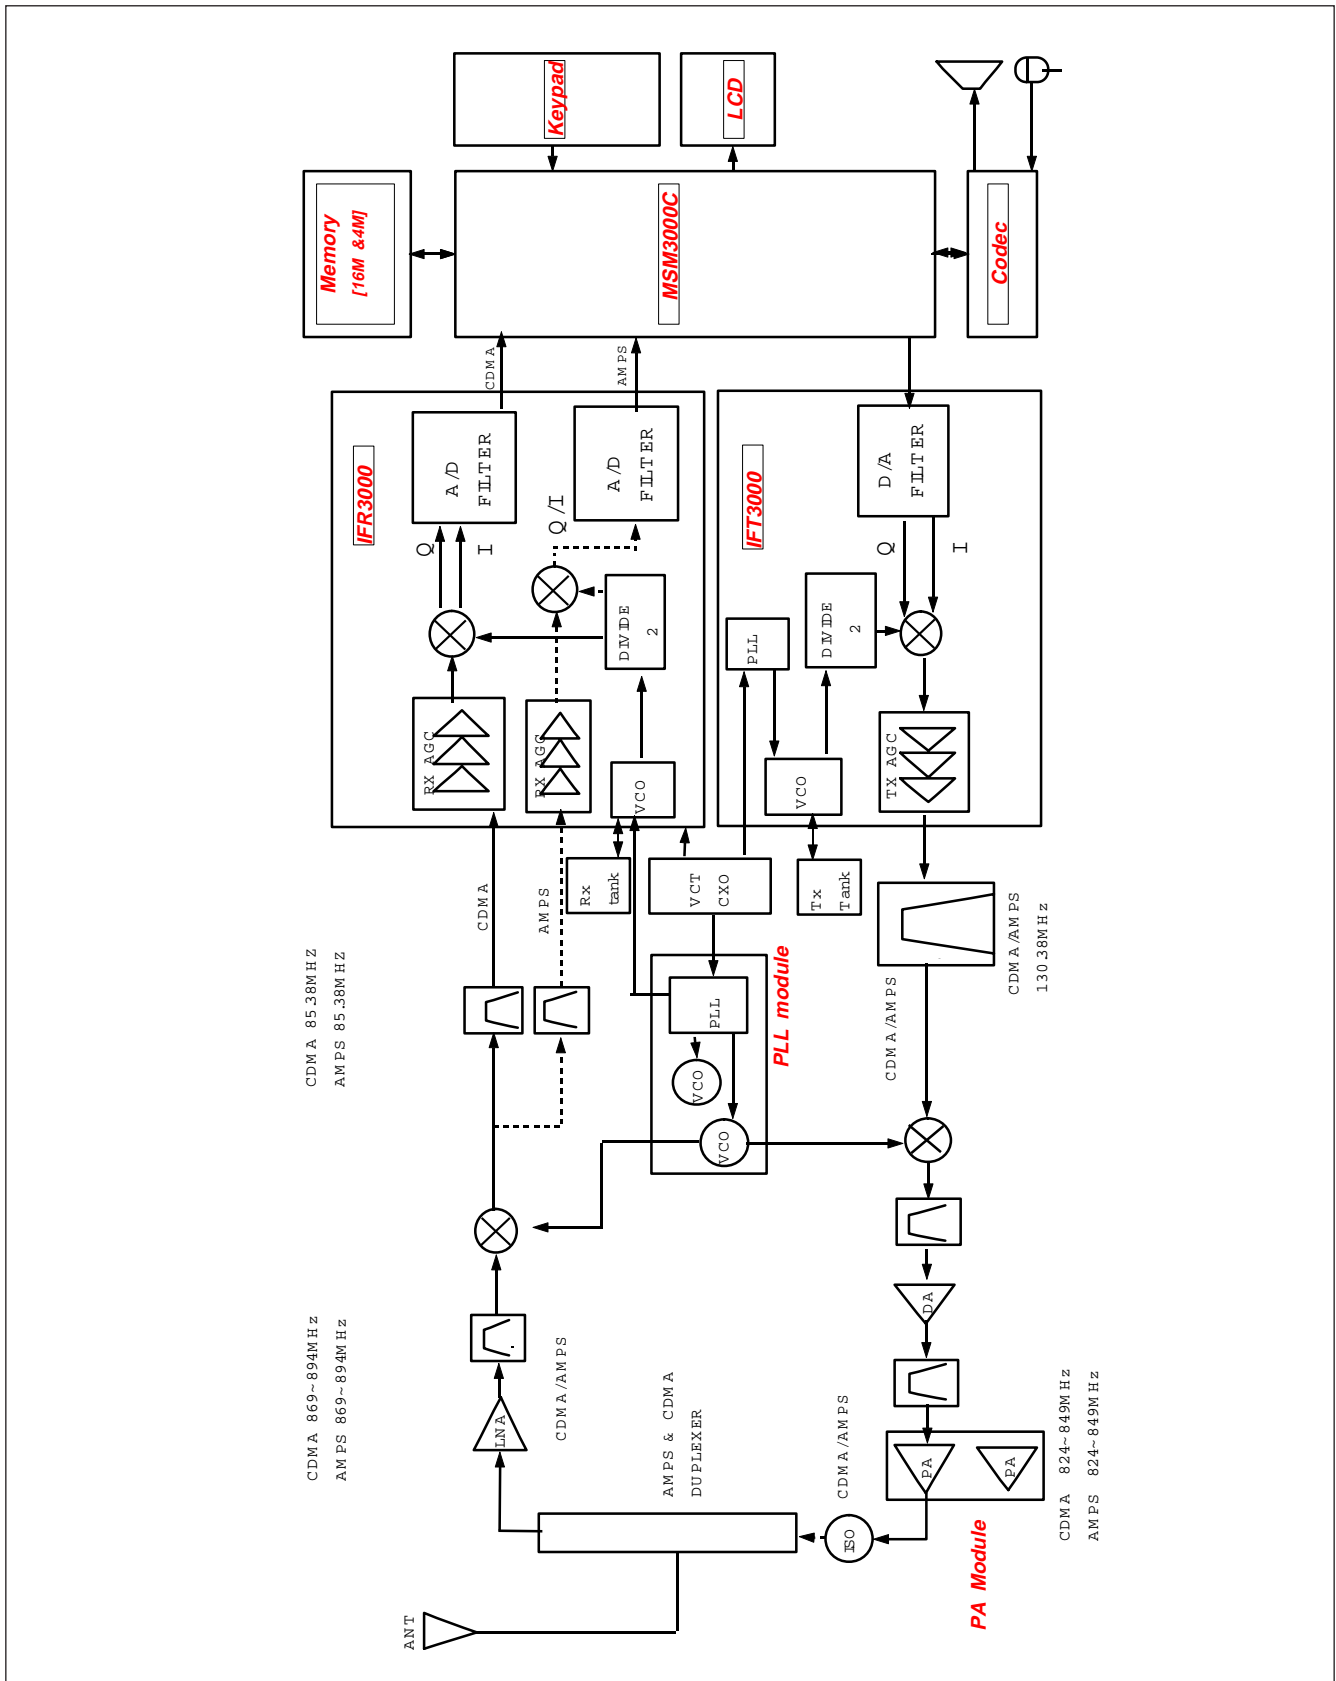 Keypad
LCD
Memory
[16M &4M]
MSM3000C
Codec
CDMA
AMPS
IFR3000
A/D
FILTER
A/D
FILTER
Q
I
Q/I
DIVIDE
2
RX AGC
RX AGC
VCO
IFT3000
D/A
FILTER
Q
I
PLL
DIVIDE
2
VCO
TX AGC
CDMA
AMPS
Rx
tank
VCT
CXO
Tx
Tank
CDMA/AMPS
130.38MHz
CDMA 85.38MHZ
AMPS 85.38MHZ
PLL
VCO
VCO
PLL module
CDMA/AMPS
CDMA 869~894MHz
AMPS 869~894MHz
LNA
CDMA/AMPS
AMPS & CDMA
DUPLEXER
CDMA/AMPS
DA
PA
PA
CDMA 824~849MHz
AMPS 824~849MHz
ISO
PA Module
ANT